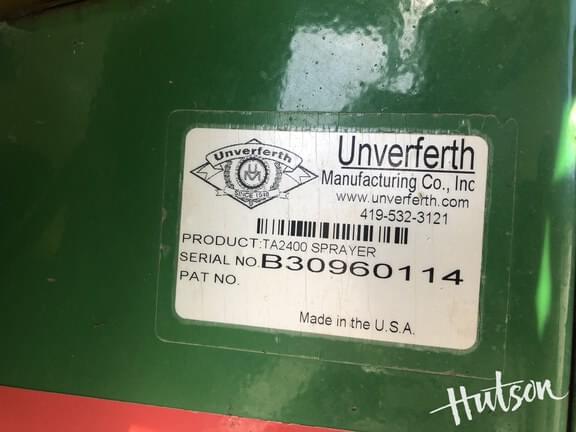 Unverferth
UM
SINCE 1948
Unverferth
Manufacturing Co., Inc
www.unverferth.com
419-532-3121
PRODUCT:TA2400 SPRAYER
SERIAL NO B30960114
PAT NO.
Made in the U.S.A.
Hutson